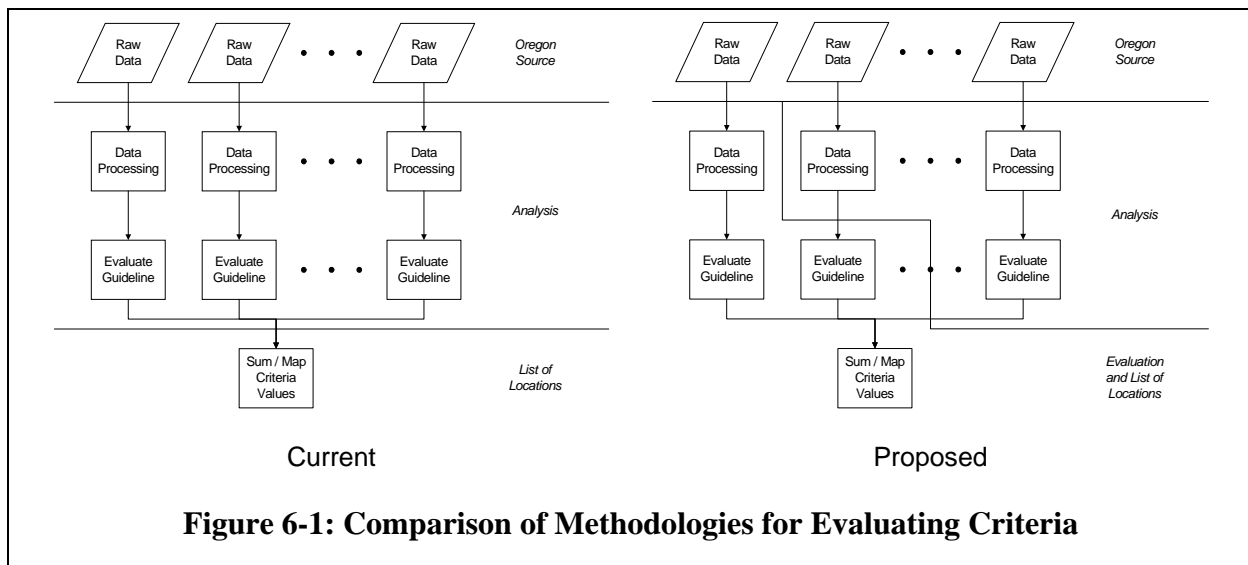 Raw
Data
Raw
Data
• • •
Raw
Data
Oregon
Source
Data
Processing
Data
Processing
• • •
Data
Processing
Analysis
Evaluate
Guideline
Evaluate
Guideline
• • •
Evaluate
Guideline
Sum / Map
Criteria
Values
List of
Locations
Current
Raw
Data
Raw
Data
• • •
Raw
Data
Oregon
Source
Data
Processing
Data
Processing
• • •
Data
Processing
Analysis
Evaluate
Guideline
Evaluate
Guideline
• • •
Evaluate
Guideline
Sum / Map
Criteria
Values
Evaluation
and List of
Locations
Proposed
Figure 6-1: Comparison of Methodologies for Evaluating Criteria